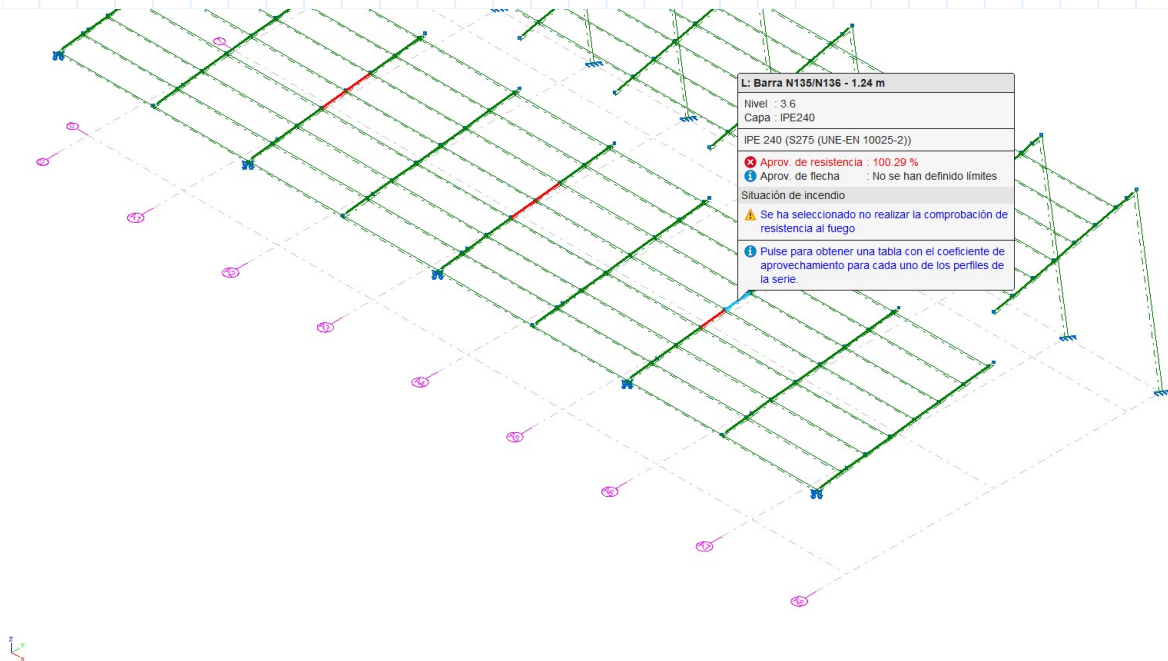 L: Barra N135/N136 - 1.24 m
Nivel : 3.6
Capa : IPE240
IPE 240 (S275 (UNE-EN 10025-2))
Aprov. de resistencia : 100.29 %
Aprov. de flecha : No se han definido límites
Situación de incendio
Se ha seleccionado no realizar la comprobación de
resistencia al fuego
Pulse para obtener una tabla con el coeficiente de
aprovechamiento para cada uno de los perfiles de
la serie.
Z
Y
X